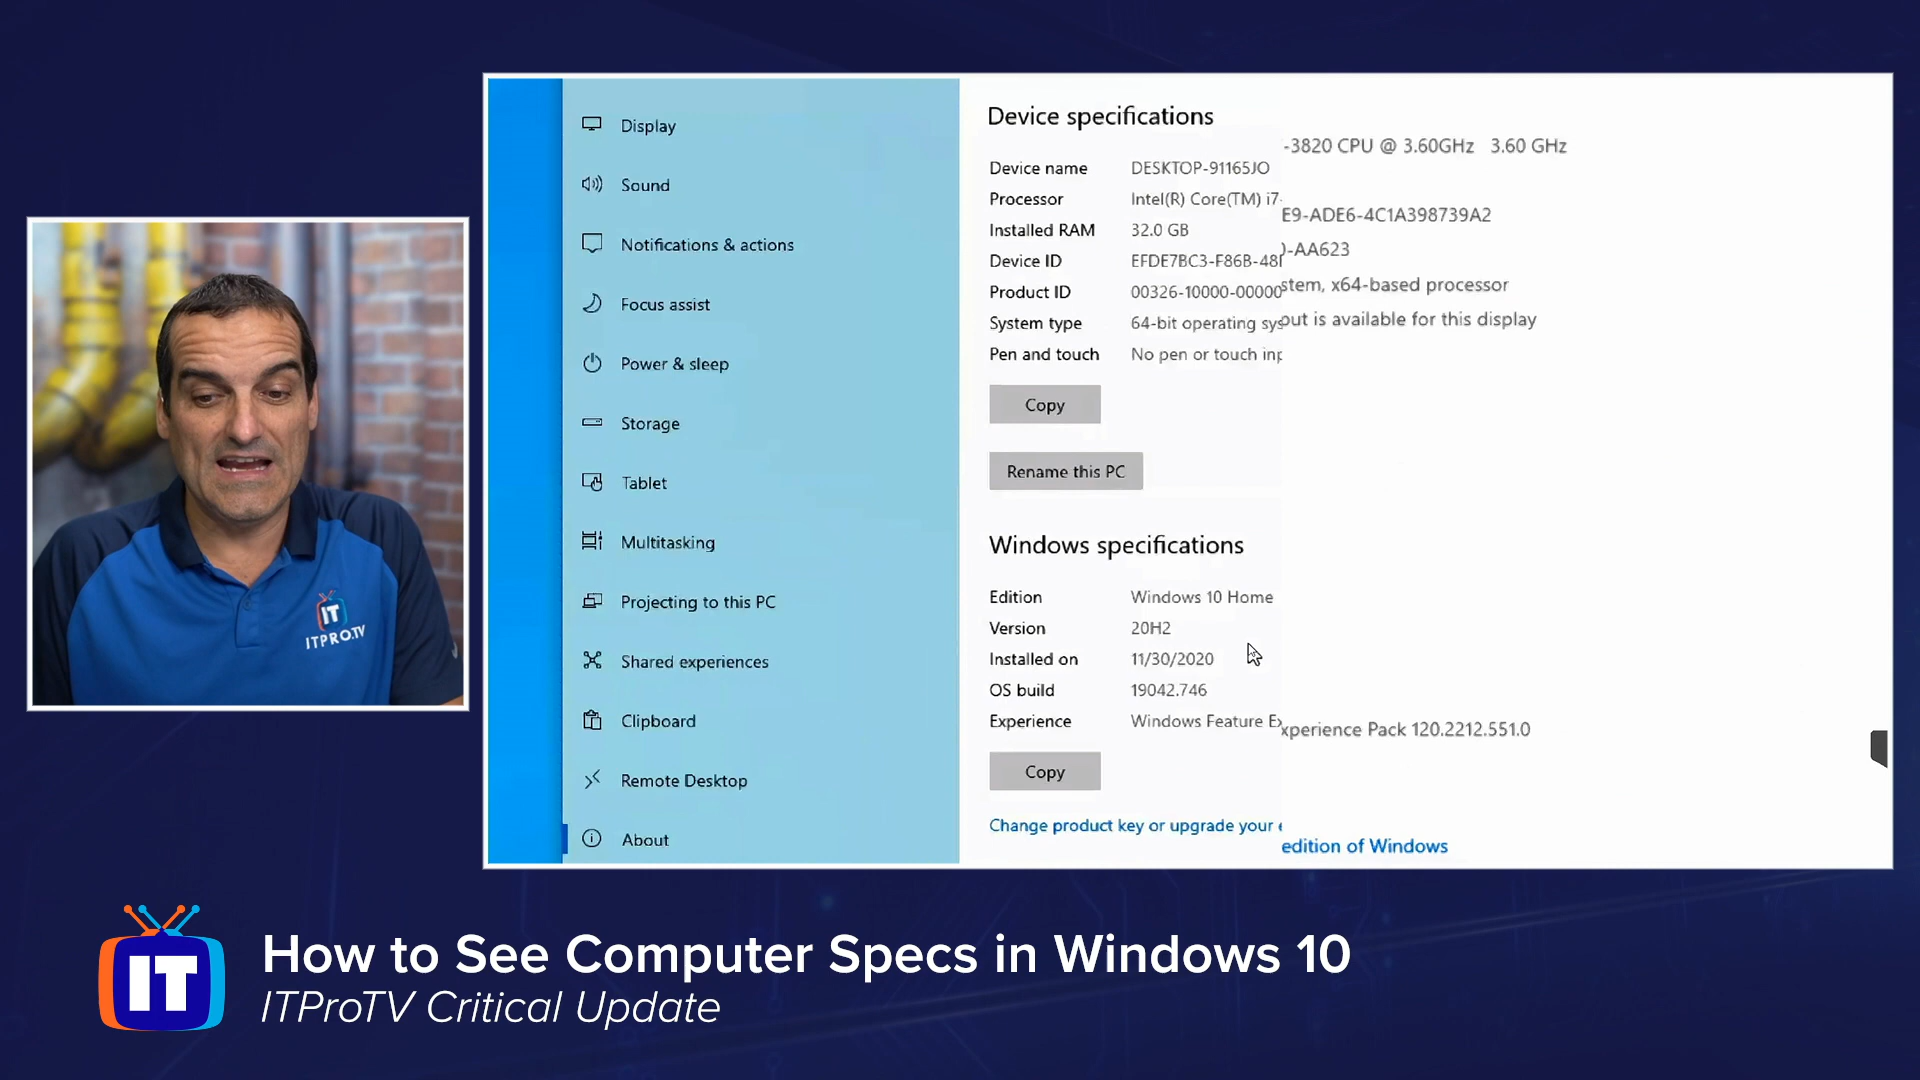 Display
Sound
Notifications & actions
Focus assist
Power & sleep
Storage
Tablet
Multitasking
Projecting to this PC
Shared experiences
Clipboard
Remote Desktop
About
Device specifications
-3820 CPU @ 3.60GHz 3.60 GHz
Device name DESKTOP-91165JO
Processor Intel(R) Core(TM) i7-
Installed RAM 32.0 GB
E9-ADE6-4C1A398739A2
Device ID EFDE7BC3-F86B-48
-AA623
Product ID 00326-10000-00000
stem, x64-based processor
System type 64-bit operating sys
out is available for this display
Pen and touch No pen or touch inp
Copy
Rename this PC
Windows specifications
Edition Windows 10 Home
Version 20H2
Installed on 11/30/2020
OS build 19042.746
Experience Windows Feature Ex
xperience Pack 120.2212.551.0
Copy
Change product key or upgrade your e
edition of Windows
IT
ITPRO.TV
IT
How to See Computer Specs in Windows 10
ITProTV Critical Update